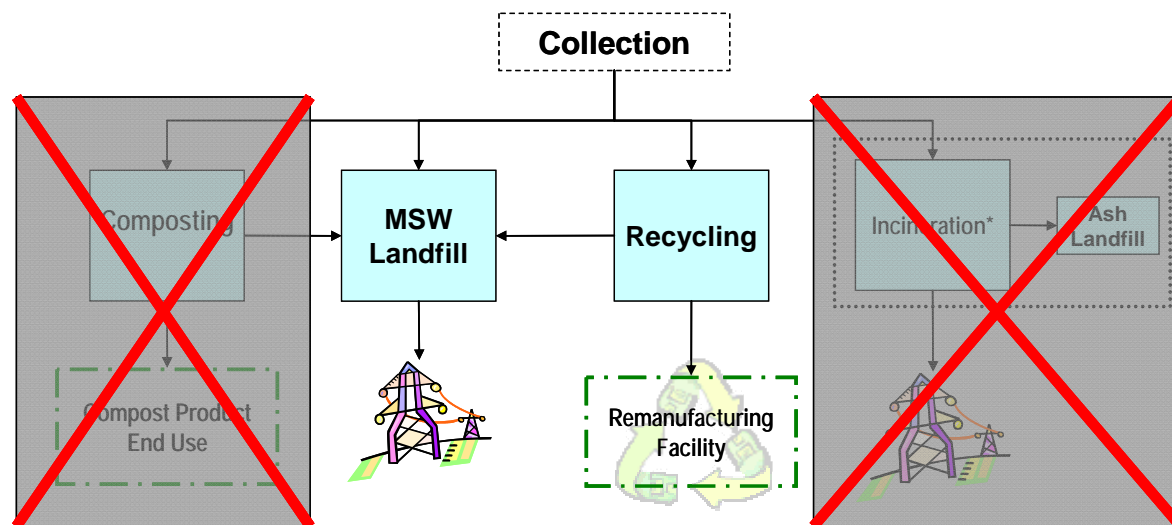 Collection
Composting
MSW
Landfill
Recycling
Incineration*
Ash
Landfill
Compost Product
End Use
Remanufacturing
Facility